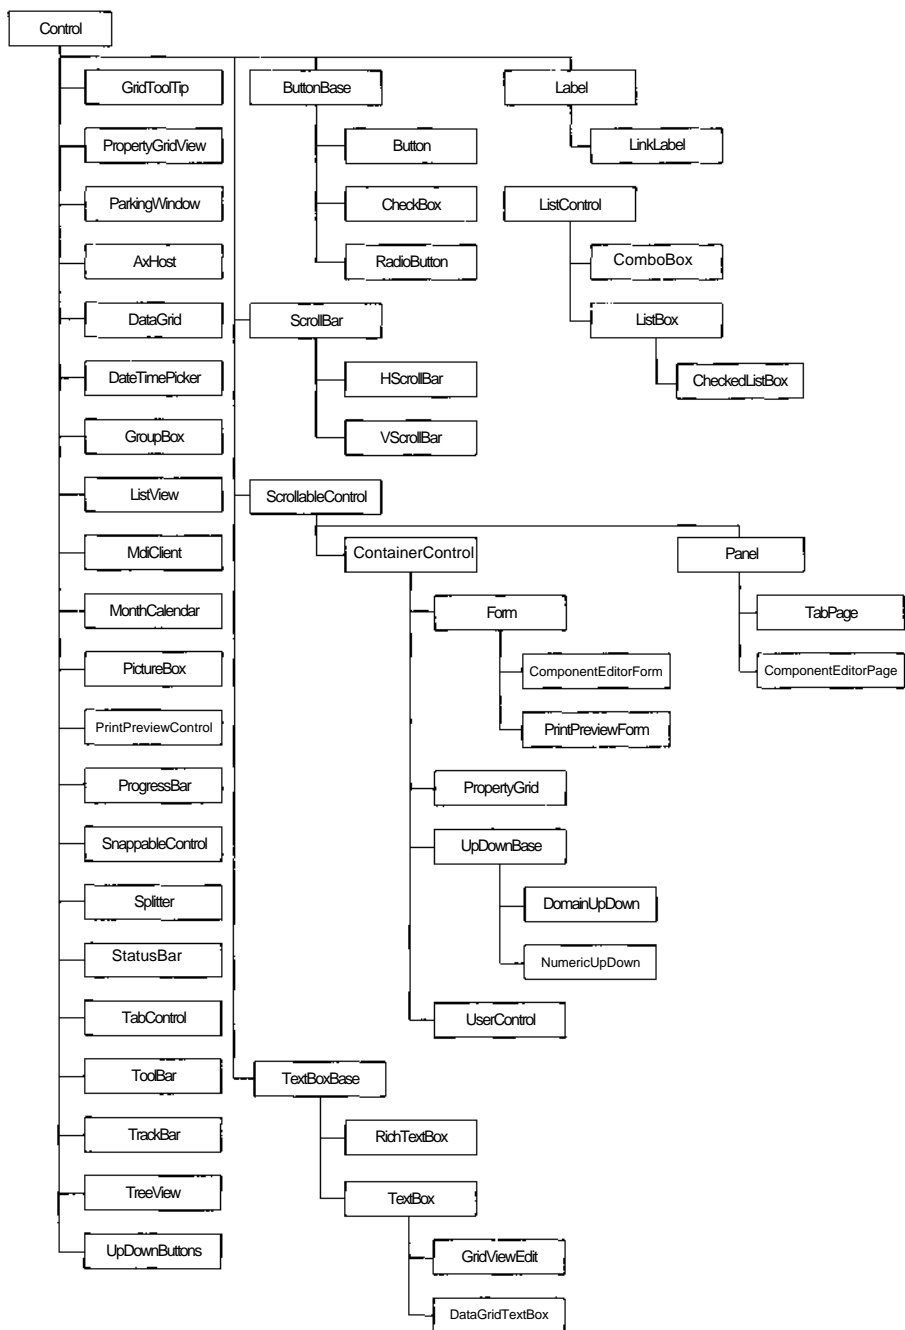 Control
GridToolTip
PropertyGridView
ParkingWindow
AxHost
DataGrid
DateTimePicker
GroupBox
ListView
MdiClient
MonthCalendar
PictureBox
PrintPreviewControl
ProgressBar
SnappableControl
Splitter
StatusBar
TabControl
ToolBar
TrackBar
TreeView
UpDownButtons
ButtonBase
Button
CheckBox
RadioButton
ScrollBar
HScrollBar
VScrollBar
ScrollableControl
ContainerControl
Form
ComponentEditorForm
PrintPreviewForm
PropertyGrid
UpDownBase
DomainUpDown
NumericUpDown
UserControl
Panel
TabPage
ComponentEditorPage
TextBoxBase
RichTextBox
TextBox
GridViewEdit
DataGridTextBox
Label
LinkLabel
ListControl
ComboBox
ListBox
CheckedListBox